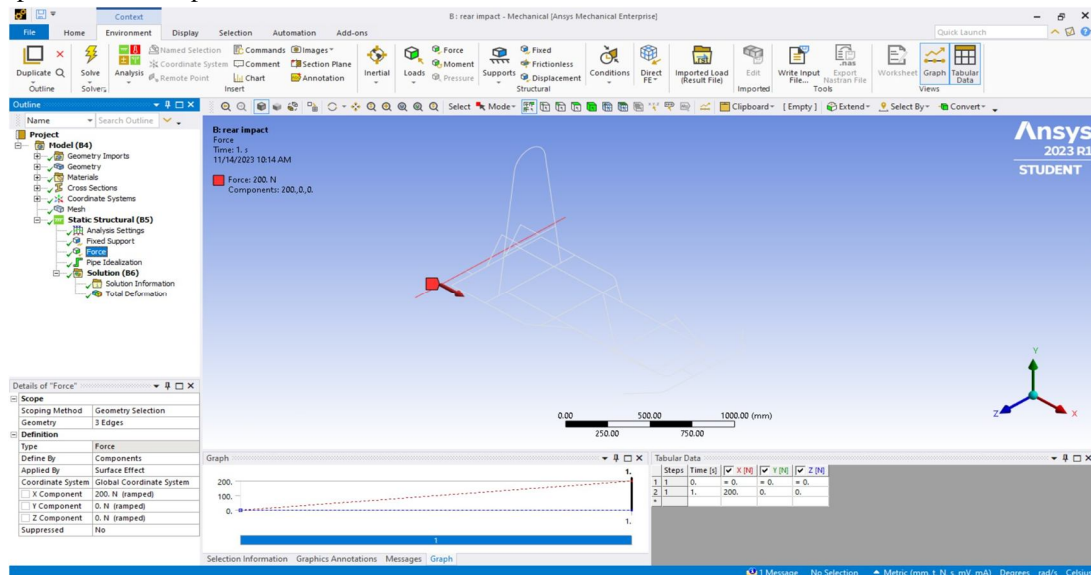 B : rear impact - Mechanical [Ansys Mechanical Enterprise]
Context
File Home Environment Display Selection Automation Add-ons
Quick Launch
Duplicate Q Solve Analysis Named Selection Commands Images Inertial Loads Force Supports Fixed Conditions Direct FE Imported Load (Result File) Edit Write Input File... Export Nastran File Worksheet Graph Tabular Data
Coordinate System Comment Section Plane Moment Frictionless
Remote Point Chart Annotation Pressure Displacement .nas
Outline Solver Insert Structural Imported Tools Views
Outline
Name Search Outline
Select Mode Clipboard [ Empty ] Extend Select By Convert
Project
Model (B4)
Geometry Imports
Geometry
Materials
Cross Sections
Coordinate Systems
Mesh
Static Structural (B5)
Analysis Settings
Fixed Support
Force
Pipe Idealization
Solution (B6)
Solution Information
Total Deformation
B: rear impact
Force
Time: 1. s
11/14/2023 10:14 AM
Force: 200. N
Components: 200.,0.,0.
Ansys
2023 R1
STUDENT
0.00 500.00 1000.00 (mm)
250.00 750.00
Y
Z X
Details of "Force"
Scope
Scoping Method Geometry Selection
Geometry 3 Edges
Definition
Type Force
Define By Components
Applied By Surface Effect
Coordinate System Global Coordinate System
X Component 200. N (ramped)
Y Component 0. N (ramped)
Z Component 0. N (ramped)
Suppressed No
Graph
1.
200.
100.
0.
1.
1
Selection Information Graphics Annotations Messages Graph
Tabular Data
Steps Time [s] X [N] Y [N] Z [N]
1 1 0. = 0. = 0. = 0.
2 1 1. 200. 0. 0.
*
1 Message No Selection Metric (mm, t, N, s, mV, mA) Degrees rad/s Celsius